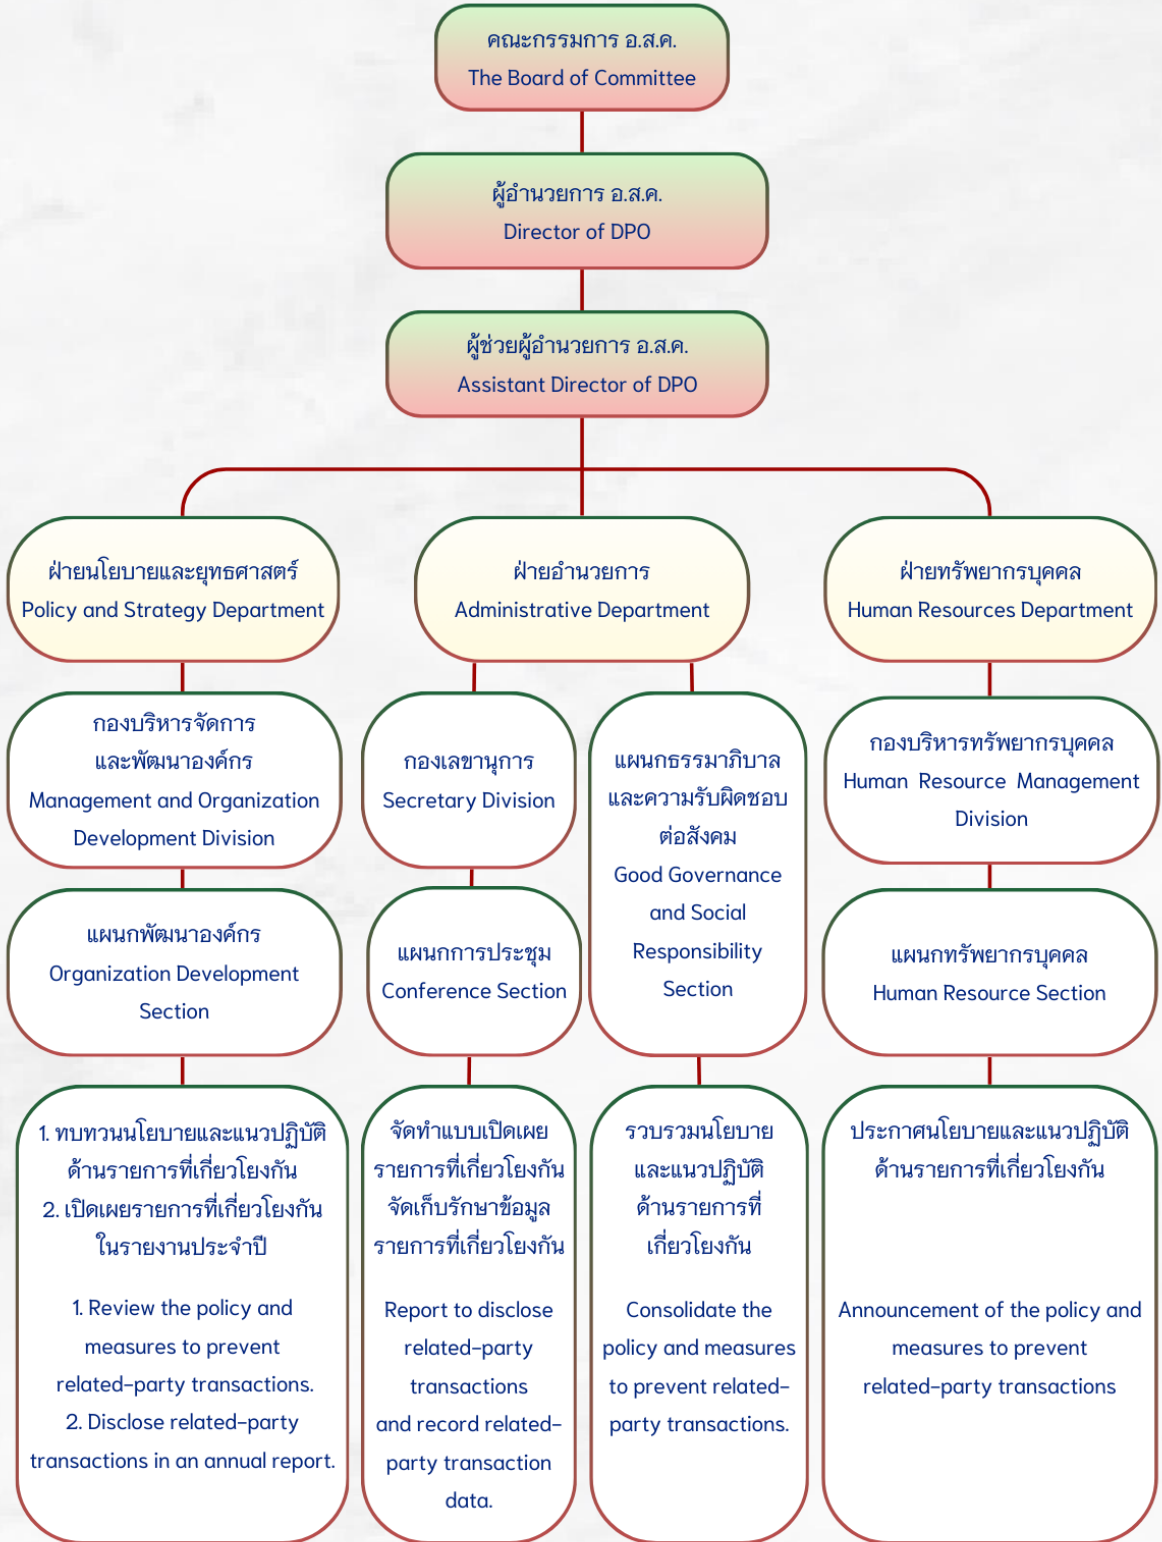 คณะกรรมการ อ.ส.ค.
The Board of Committee
ผู้อำนวยการ อ.ส.ค.
Director of DPO
ผู้ช่วยผู้อำนวยการ อ.ส.ค.
Assistant Director of DPO
ฝ่ายนโยบายและยุทธศาสตร์
Policy and Strategy Department
ฝ่ายอำนวยการ
Administrative Department
ฝ่ายทรัพยากรบุคคล
Human Resources Department
กองบริหารจัดการ
และพัฒนาองค์กร
Management and Organization
Development Division
กองเลขานุการ
Secretary Division
แผนกธรรมาภิบาล
และความรับผิดชอบ
ต่อสังคม
Good Governance
and Social
Responsibility
Section
กองบริหารทรัพยากรบุคคล
Human Resource Management
Division
แผนกพัฒนาองค์กร
Organization Development
Section
แผนกการประชุม
Conference Section
แผนกทรัพยากรบุคคล
Human Resource Section
1. ทบทวนนโยบายและแนวปฏิบัติ
ด้านรายการที่เกี่ยวโยงกัน
2. เปิดเผยรายการที่เกี่ยวโยงกัน
ในรายงานประจำปี
1. Review the policy and
measures to prevent
related-party transactions.
2. Disclose related-party
transactions in an annual report.
จัดทำแบบเปิดเผย
รายการที่เกี่ยวโยงกัน
จัดเก็บรักษาข้อมูล
รายการที่เกี่ยวโยงกัน
Report to disclose
related-party
transactions
and record related-
party transaction
data.
รวบรวมนโยบาย
และแนวปฏิบัติ
ด้านรายการที่
เกี่ยวโยงกัน
Consolidate the
policy and measures
to prevent related-
party transactions.
ประกาศนโยบายและแนวปฏิบัติ
ด้านรายการที่เกี่ยวโยงกัน
Announcement of the policy and
measures to prevent
related-party transactions